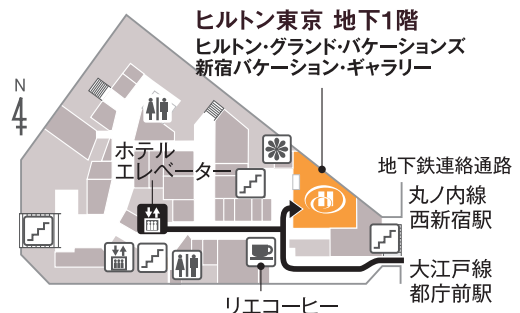 ヒルトン東京 地下1階
ヒルトン・グランド・バケーションズ
新宿バケーション・ギャラリー
N
ホテル
エレベーター
地下鉄連絡通路
丸ノ内線
西新宿駅
大江戸線
都庁前駅
リエコーヒー